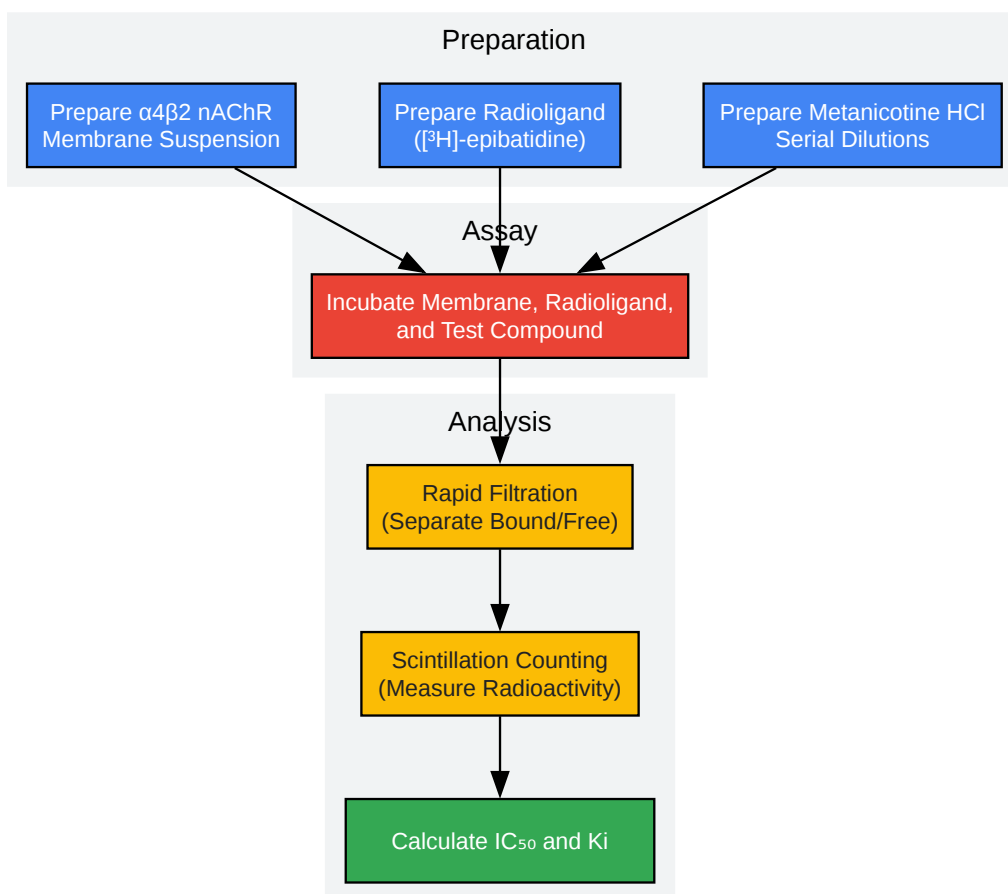 Preparation
Prepare α4β2 nAChR
Membrane Suspension
Prepare Radioligand
([³H]-epibatidine)
Prepare Metanicotine HCl
Serial Dilutions
Assay
Incubate Membrane, Radioligand,
and Test Compound
Analysis
Rapid Filtration
(Separate Bound/Free)
Scintillation Counting
(Measure Radioactivity)
Calculate IC₅₀ and Ki